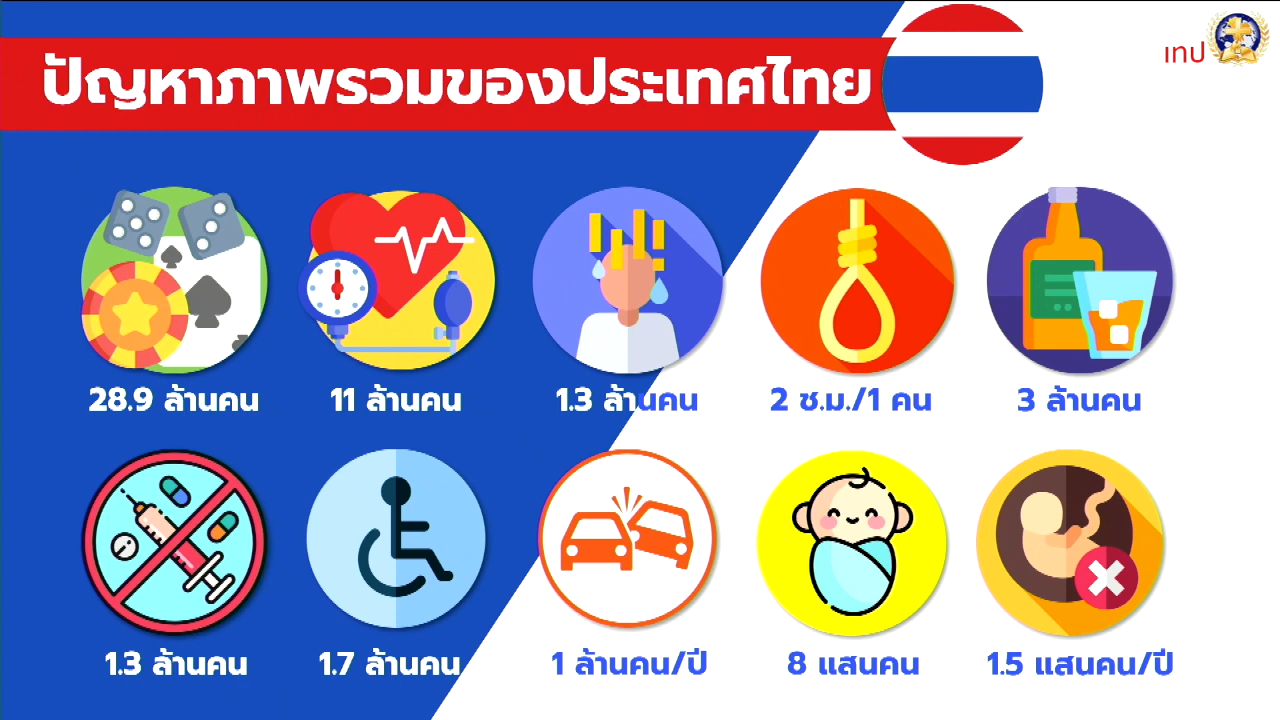 เทป
ปัญหาภาพรวมของประเทศไทย
28.9 ล้านคน
11 ล้านคน
1.3 ล้านคน
2 ช.ม./1 คน
3 ล้านคน
1.3 ล้านคน
1.7 ล้านคน
1 ล้านคน/ปี
8 แสนคน
1.5 แสนคน/ปี